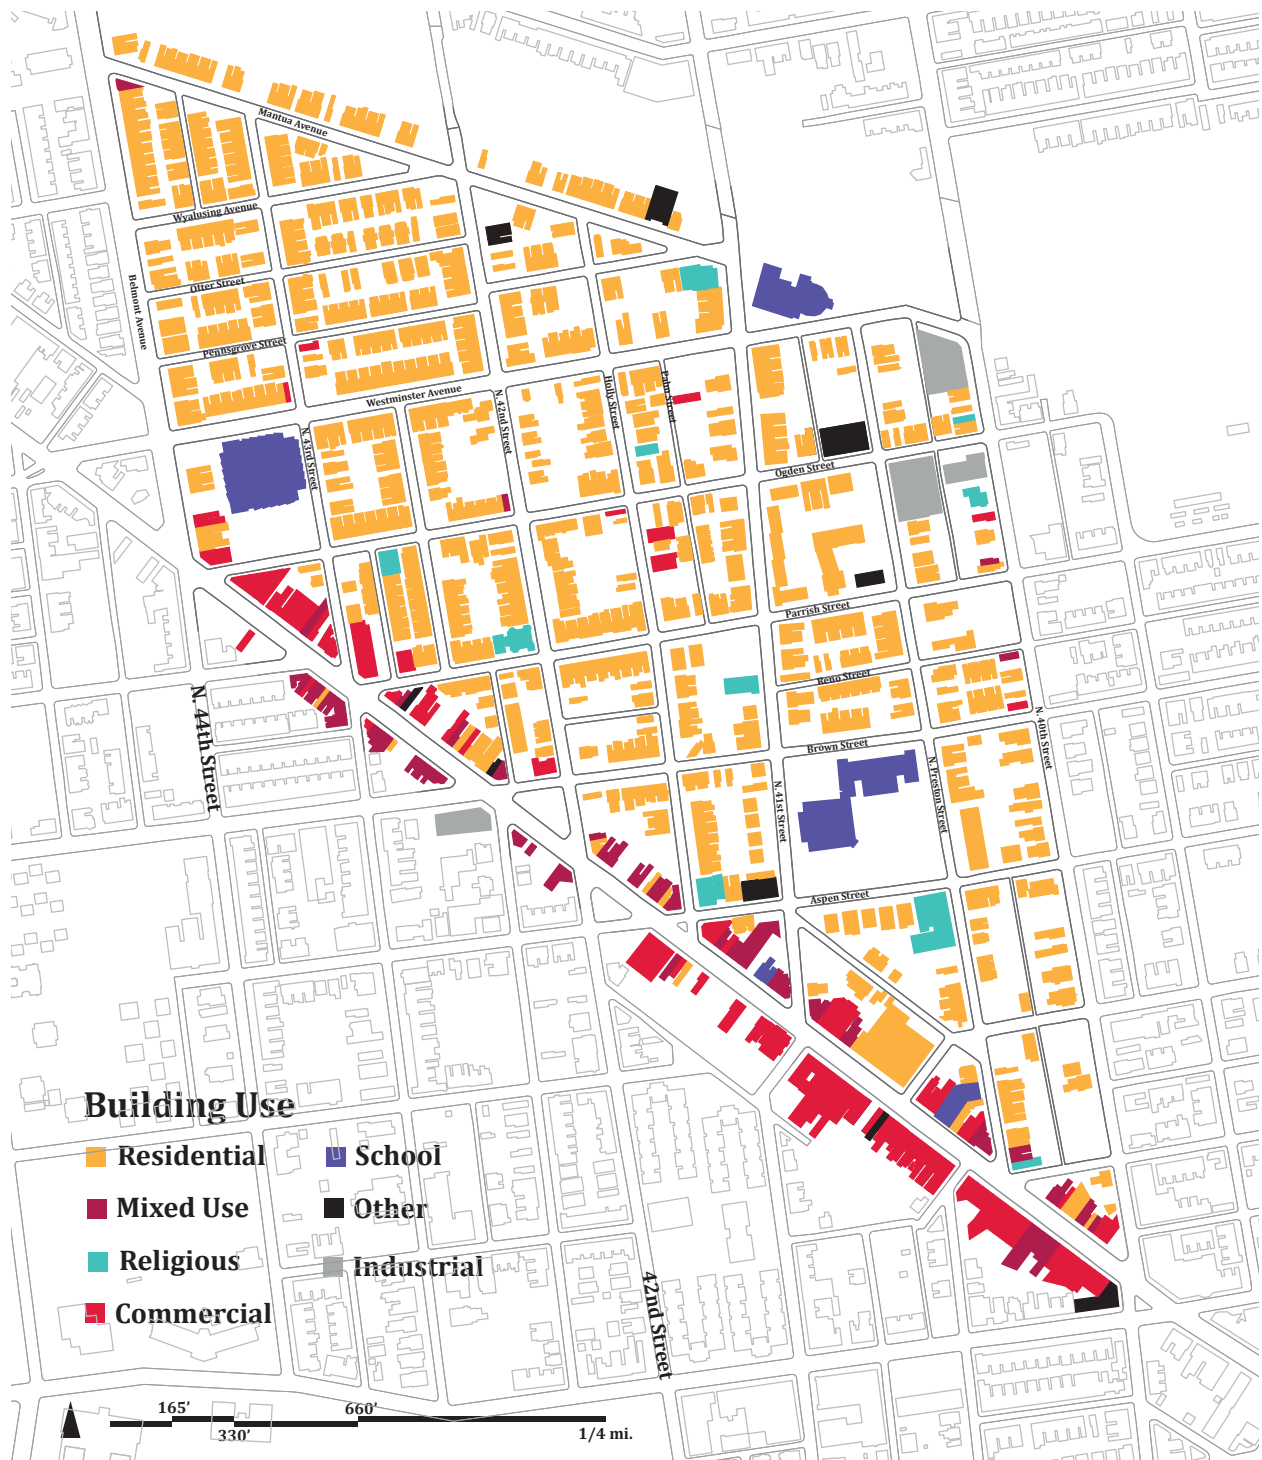 Mantua Avenue
Wyalusing Avenue
Otter Street
Belmont Avenue
Pennsgrove Street
Westminster Avenue
N. 43rd Street
N. 42nd Street
Holly Street
Palm Street
Ogden Street
Parrish Street
Reno Street
N. 44th Street
Brown Street
N. 41st Street
N. Preston Street
N. 40th Street
Aspen Street
Building Use
Residential
School
Mixed Use
Other
Religious
Industrial
Commercial
42nd Street
165’
660’
330’
1/4 mi.